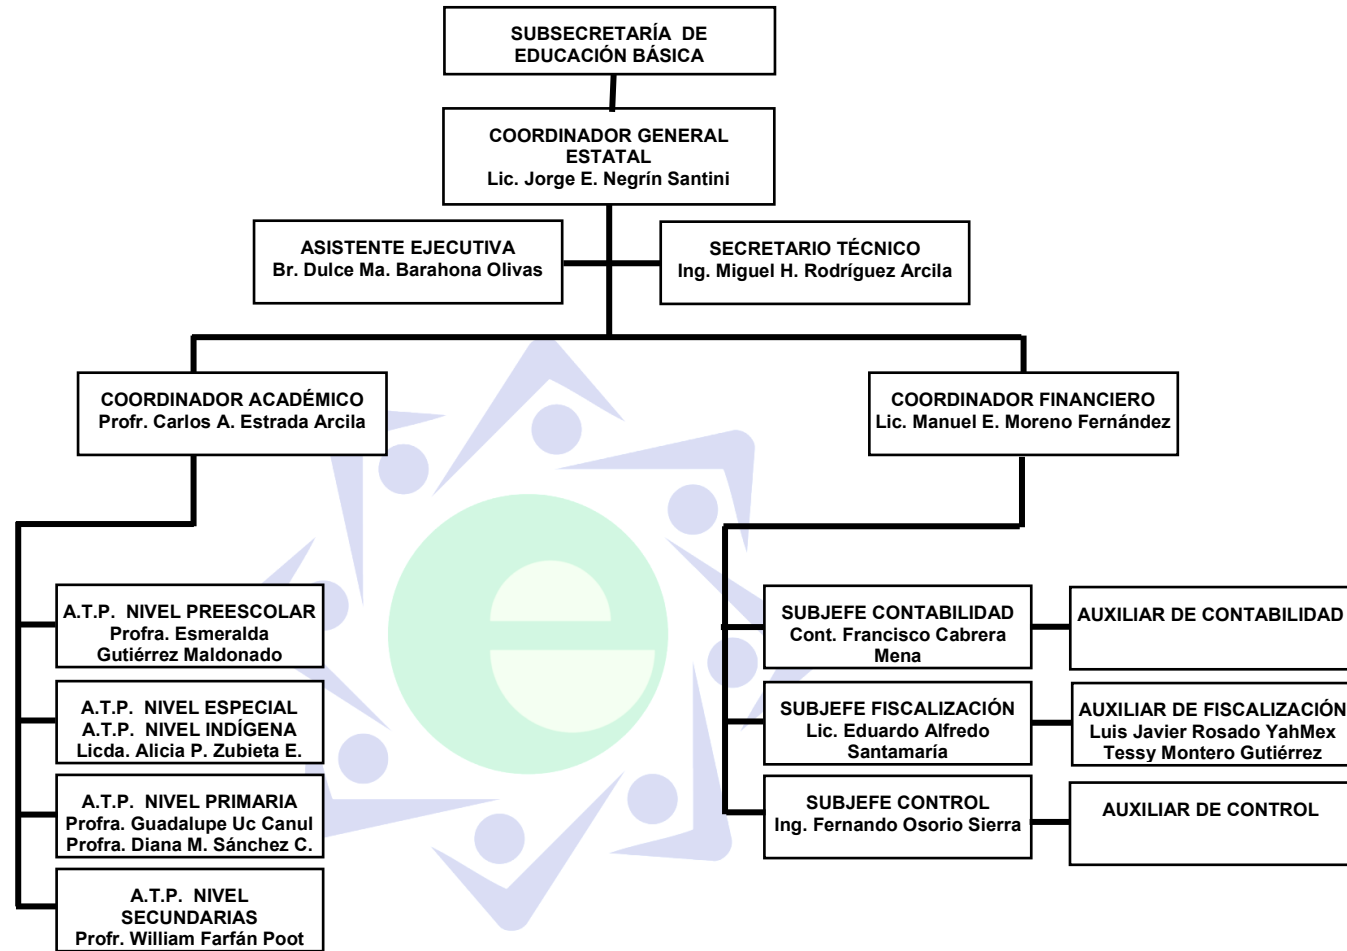 SUBSECRETARÍA DE
EDUCACIÓN BÁSICA
COORDINADOR GENERAL
ESTATAL
Lic. Jorge E. Negrín Santini
ASISTENTE EJECUTIVA
Br. Dulce Ma. Barahona Olivas
SECRETARIO TÉCNICO
Ing. Miguel H. Rodríguez Arcila
COORDINADOR ACADÉMICO
Profr. Carlos A. Estrada Arcila
COORDINADOR FINANCIERO
Lic. Manuel E. Moreno Fernández
A.T.P. NIVEL PREESCOLAR
Profra. Esmeralda
Gutiérrez Maldonado
A.T.P. NIVEL ESPECIAL
A.T.P. NIVEL INDÍGENA
Licda. Alicia P. Zubieta E.
A.T.P. NIVEL PRIMARIA
Profra. Guadalupe Uc Canul
Profra. Diana M. Sánchez C.
A.T.P. NIVEL
SECUNDARIAS
Profr. William Farfán Poot
e
SUBJEFE CONTABILIDAD
Cont. Francisco Cabrera
Mena
AUXILIAR DE CONTABILIDAD
SUBJEFE FISCALIZACIÓN
Lic. Eduardo Alfredo
Santamaría
AUXILIAR DE FISCALIZACIÓN
Luis Javier Rosado YahMex
Tessy Montero Gutiérrez
SUBJEFE CONTROL
Ing. Fernando Osorio Sierra
AUXILIAR DE CONTROL